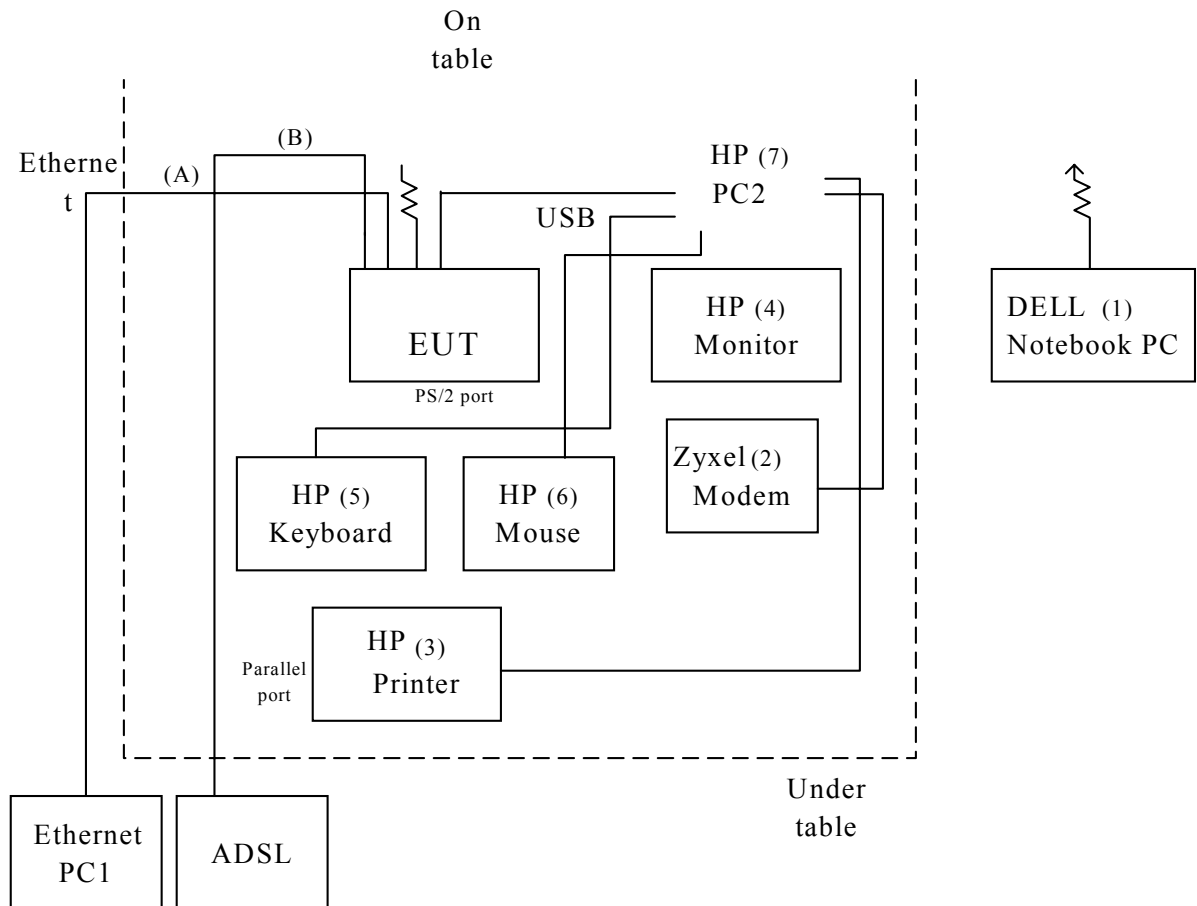 On
table
(B)
Etherne
t
(A)
HP (7)
PC2
USB
EUT
PS/2 port
HP (4)
Monitor
DELL (1)
Notebook PC
HP (5)
Keyboard
HP (6)
Mouse
Zyxel (2)
Modem
HP (3)
Printer
Parallel
port
Under
table
Ethernet
PC1
ADSL